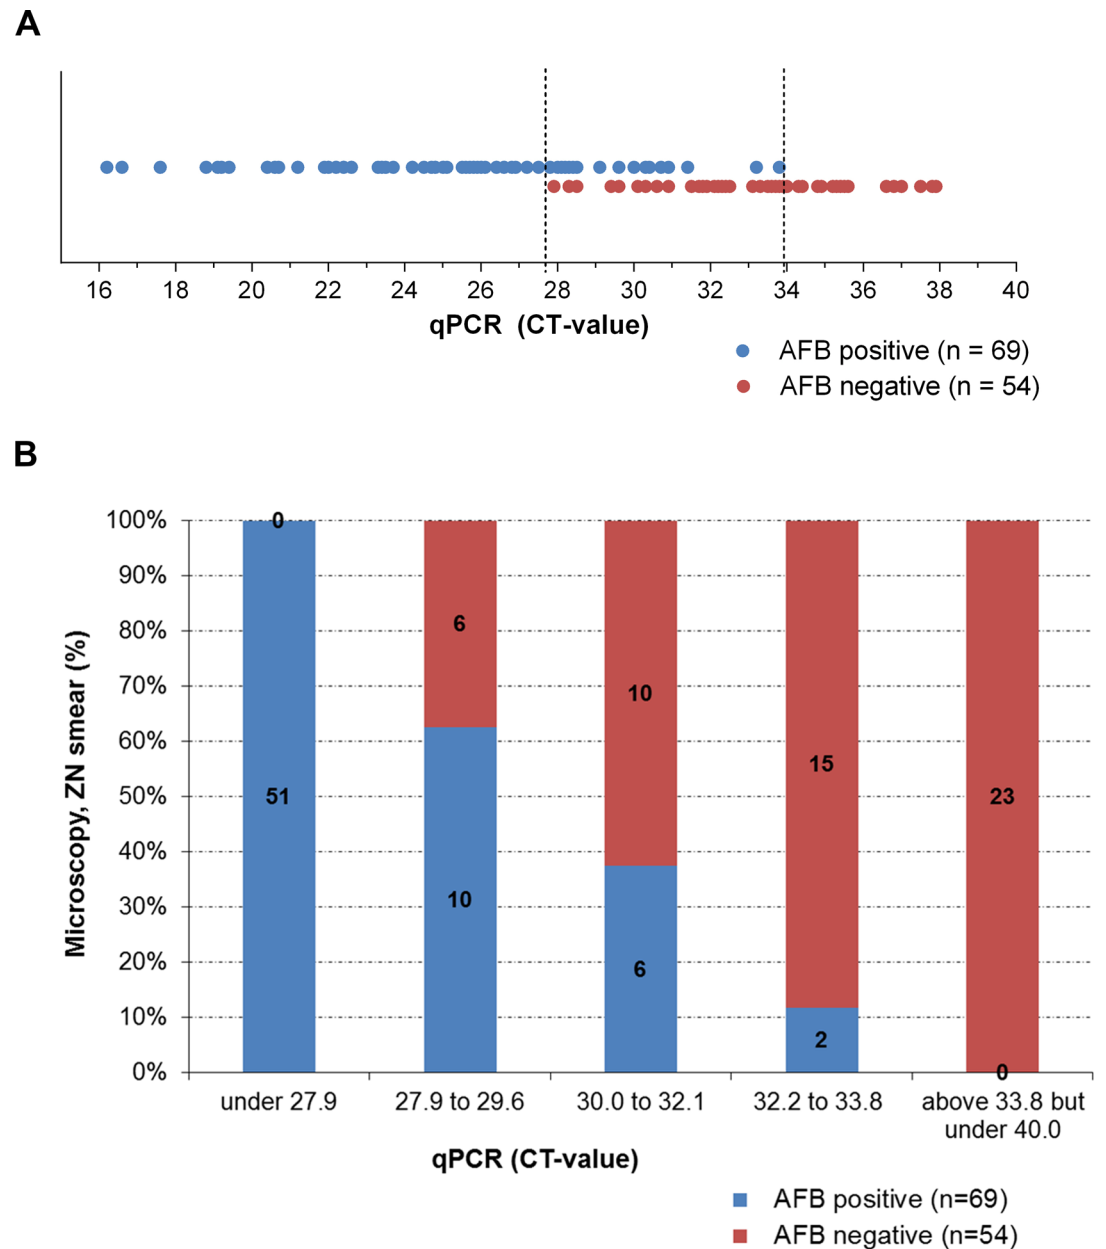 A
16 18 20 22 24 26 28 30 32 34 36 38 40
qPCR (CT-value)
AFB positive (n = 69)
AFB negative (n = 54)
B
Microscopy, ZN smear (%)
100%
90%
80%
70%
60%
50%
40%
30%
20%
10%
0%
0
51
6
10
10
6
15
2
23
0
under 27.9
27.9 to 29.6
30.0 to 32.1
32.2 to 33.8
above 33.8 but
under 40.0
qPCR (CT-value)
AFB positive (n=69)
AFB negative (n=54)